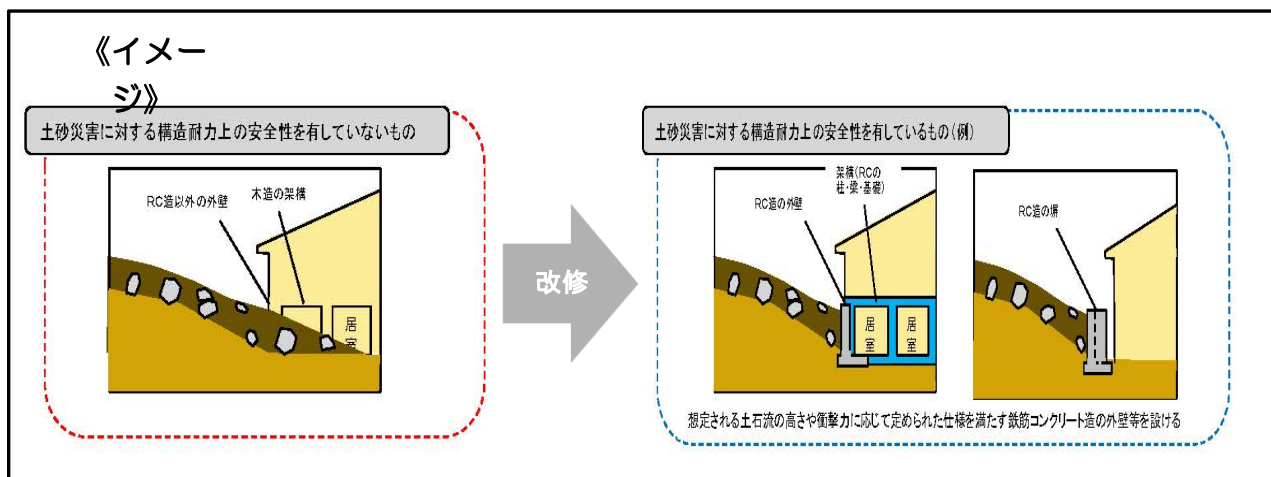 《イメー
ジ》
土砂災害に対する構造耐力上の安全性を有していないもの
RC造以外の外壁
木造の架構
居
室
改修
土砂災害に対する構造耐力上の安全性を有しているもの(例)
RC造の外壁
架構(RCの
柱・梁・基礎)
居
室
居
室
RC造の塀
想定される土石流の高さや衝撃力に応じて定められた仕様を満たす鉄筋コンクリート造の外壁等を設ける